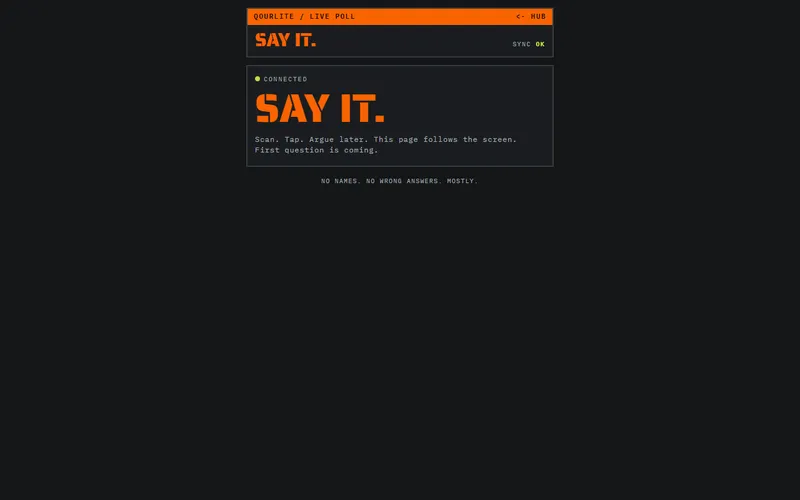 QOURLITE / LIVE POLL
<- HUB
SAY IT.
SYNC OK
CONNECTED
SAY IT.
Scan. Tap. Argue later. This page follows the screen.
First question is coming.
NO NAMES. NO WRONG ANSWERS. MOSTLY.